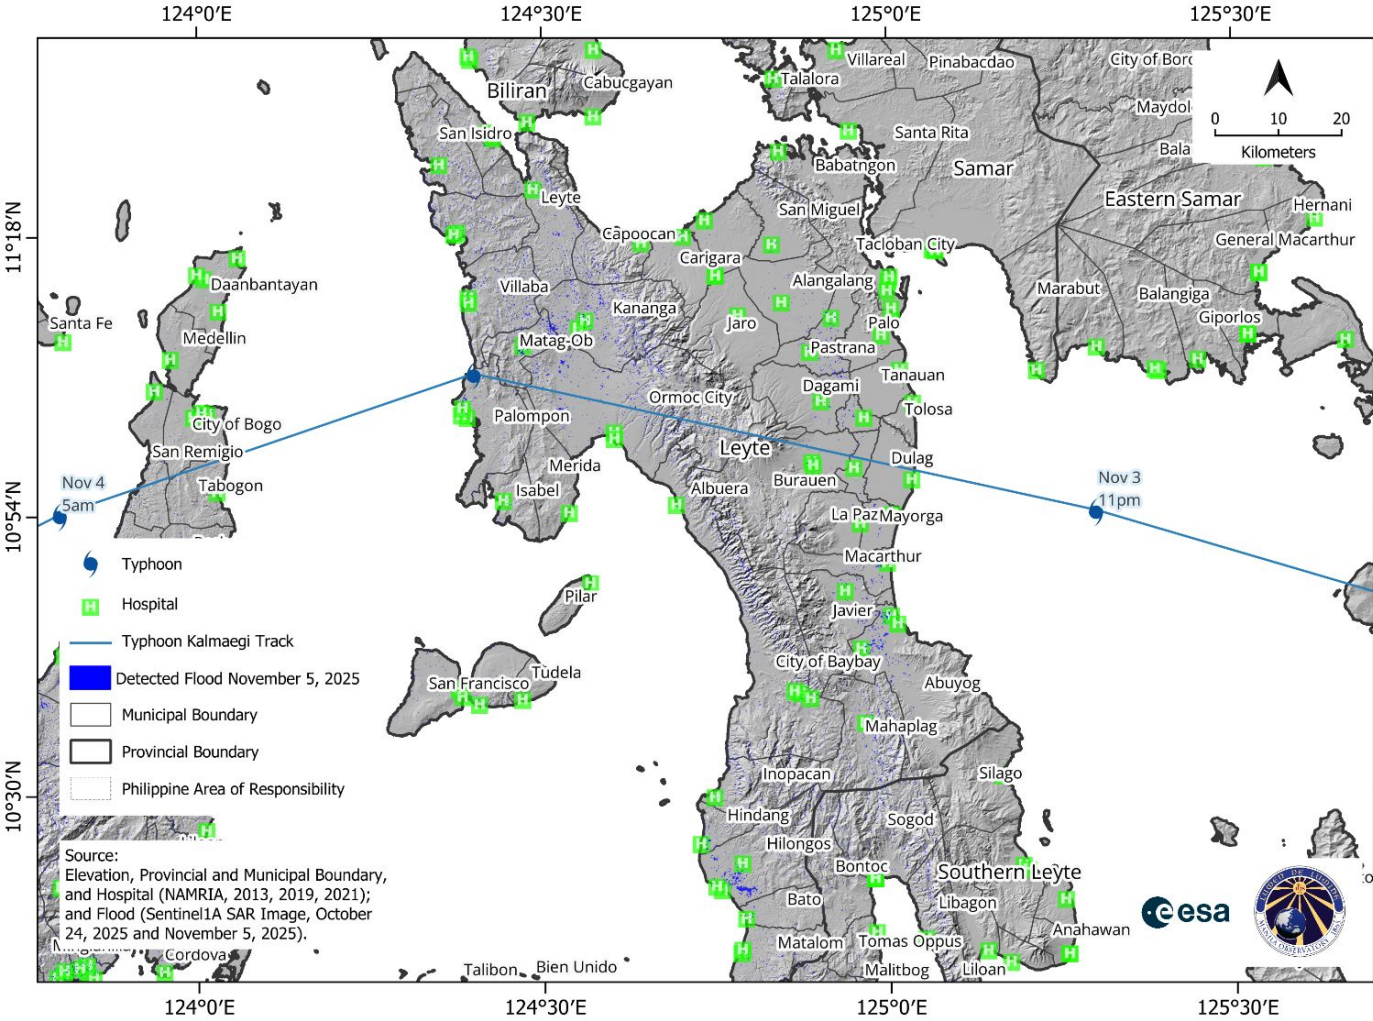 124°0′E 124°30′E 125°0′E 125°30′E
Villareal
Pinabacdao
City of Borc
Cabucgayan
Talalora
Biliran
Maydol
0 10 20
Kilometers
San Isidro
Santa Rita
Bala
Babatngon
Samar
Leyte
Eastern Samar
San Miguel
Hernani
11°18′N
Capoocan
Tacloban City
General Macarthur
Carigara
Daanbantayan
Villaba
Alangalang
Marabut
Balangiga
Kananga
Santa Fe
Jaro
Palo
Giporlos
Medellin
Matag-Ob
Pastrana
Tanauan
Dagami
Ormoc City
Tolosa
City of Bogo
Palompon
San Remigio
Leyte
Dulag
Merida
Nov 4
5am
Tabogon
Isabel
Albuera
Burauen
Nov 3
11pm
10°54′N
La Paz
Mayorga
Macarthur
Typhoon
Hospital
Pilar
Javier
Typhoon Kalmaegi Track
City of Baybay
Tudela
Detected Flood November 5, 2025
San Francisco
Abuyog
Municipal Boundary
Mahaplag
Provincial Boundary
Philippine Area of Responsibility
Inopacan
Silago
10°30′N
Hindang
Sogod
Hilongos
Source:
Elevation, Provincial and Municipal Boundary,
and Hospital (NAMRIA, 2013, 2019, 2021);
and Flood (Sentinel1A SAR Image, October
24, 2025 and November 5, 2025).
Bontoc
Southern Leyte
Bato
Libagon
esa
MANILA OBSERVATORY 1865
Anahawan
Matalom
Tomas Oppus
Cordova
Talibon
Bien Unido
Malitbog
Liloan
124°0′E 124°30′E 125°0′E 125°30′E